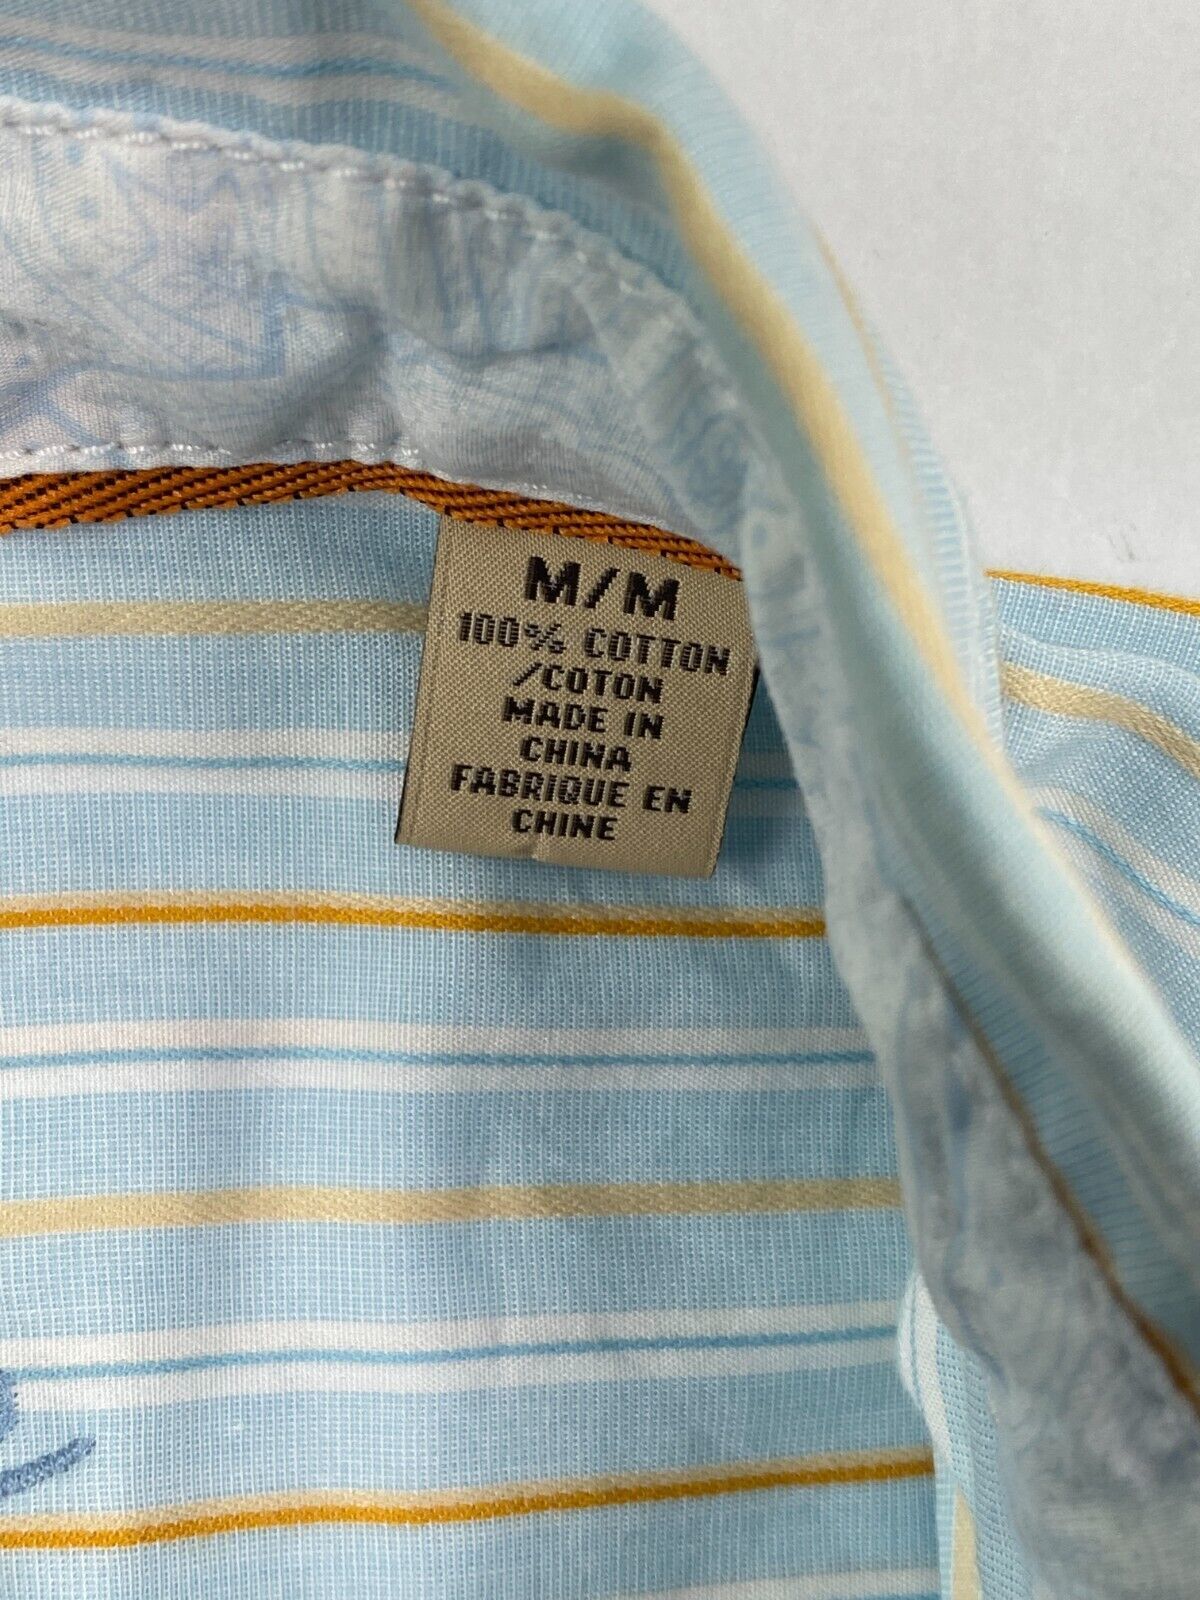 M/M
100% COTTON
/COTON
MADE IN
CHINA
FABRIQUE EN
CHINE